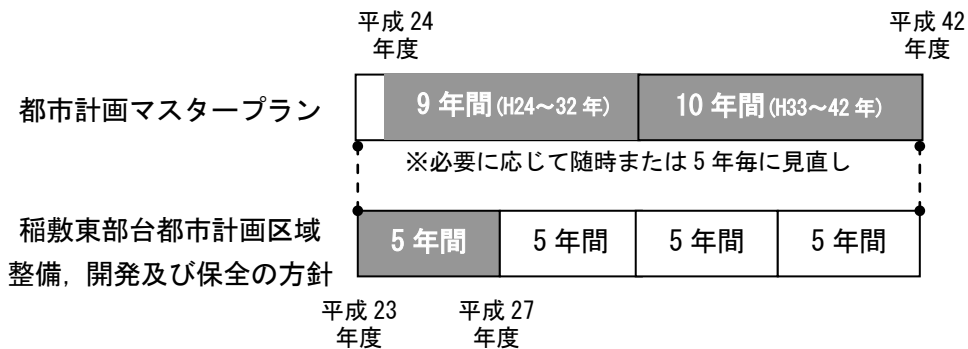 平成 24
年度
平成 42
年度
都市計画マスタープラン
9 年間(H24～32 年)
10 年間(H33～42 年)
※必要に応じて随時または 5 年毎に見直し
稲敷東部台都市計画区域
整備，開発及び保全の方針
5 年間
5 年間
5 年間
5 年間
平成 23
年度
平成 27
年度